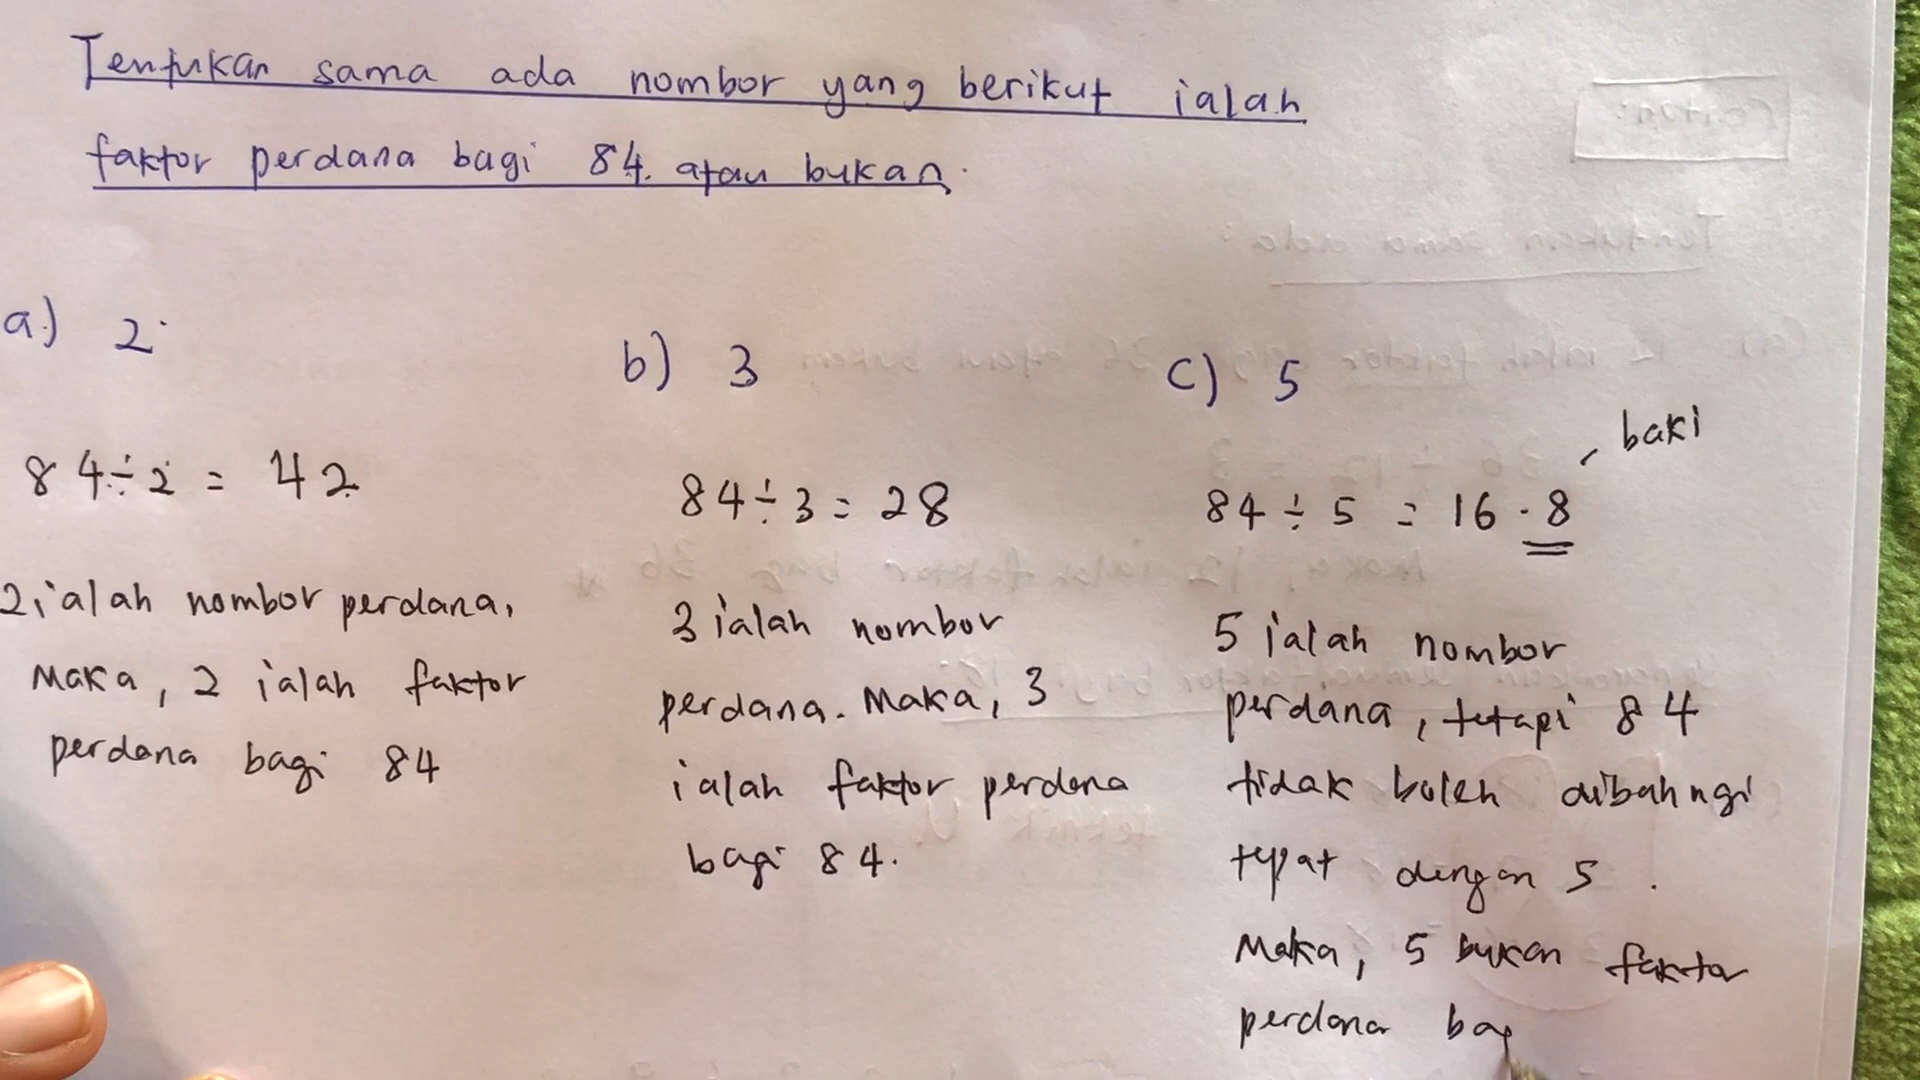 Tentukan sama ada nombor yang berikut ialah
faktor perdana bagi 84. atau bukan.
a) 2
84÷2 = 42
2 ialah nombor perdana,
Maka, 2 ialah faktor
perdana bagi 84
b) 3
84÷3 = 28
3 ialah nombor
perdana. Maka, 3
ialah faktor perdana
bagi 84.
c) 5
baki
84 ÷ 5 = 16.8
5 ialah nombor
perdana, tetapi 84
tidak boleh dibahngi
tepat dengan 5.
Maka, 5 bukan faktor
perdana bag